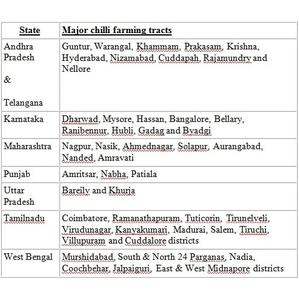 State Major chilli farming tracts
Andhra Guntur, Warangal, Khammam, Prakasam, Krishna,
Pradesh Hyderabad, Nizamabad, Cuddapah, Rajamundry and
Nellore
&
Telangana
Karnataka Dharwad, Mysore, Hassan, Bangalore, Bellary,
Ranibennur, Hubli, Gadag and Byadgi
Maharashtra Nagpur, Nasik, Ahmednagar, Solapur, Aurangabad,
Nanded, Amravati
Punjab Amritsar, Nabha, Patiala
Uttar Bareily and Khurja
Pradesh
Tamilnadu Coimbatore, Ramanathapuram, Tuticorin, Tirunelveli,
Virudunagar, Kanyakumari, Madurai, Salem, Tiruchi,
Villupuram and Cuddalore districts
West Bengal Murshidabad, South & North 24 Parganas, Nadia,
Coochbehar, Jalpaiguri, East & West Midnapore districts